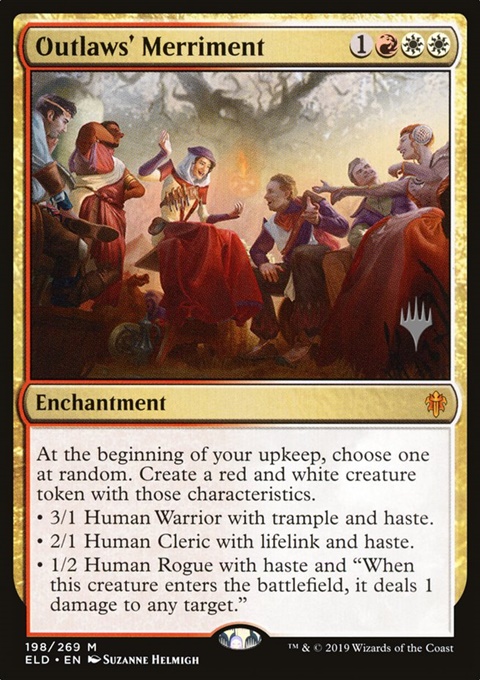 Outlaws' Merriment 1
Enchantment
At the beginning of your upkeep, choose one
at random. Create a red and white creature
token with those characteristics.
• 3/1 Human Warrior with trample and haste.
• 2/1 Human Cleric with lifelink and haste.
• 1/2 Human Rogue with haste and “When
this creature enters the battlefield, it deals 1
damage to any target.”
198/269 M
ELD • EN Suzanne Helmigh
™ & © 2019 Wizards of the Coast